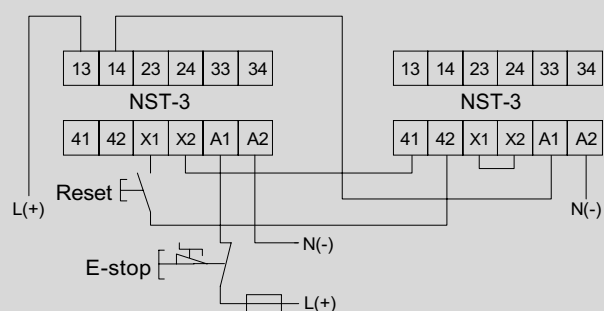 13 14 23 24 33 34 13 14 23 24 33 34
NST-3 NST-3
41 42 X1 X2 A1 A2 41 42 X1 X2 A1 A2
Reset
L(+) N(-)
N(-)
E-stop
L(+)